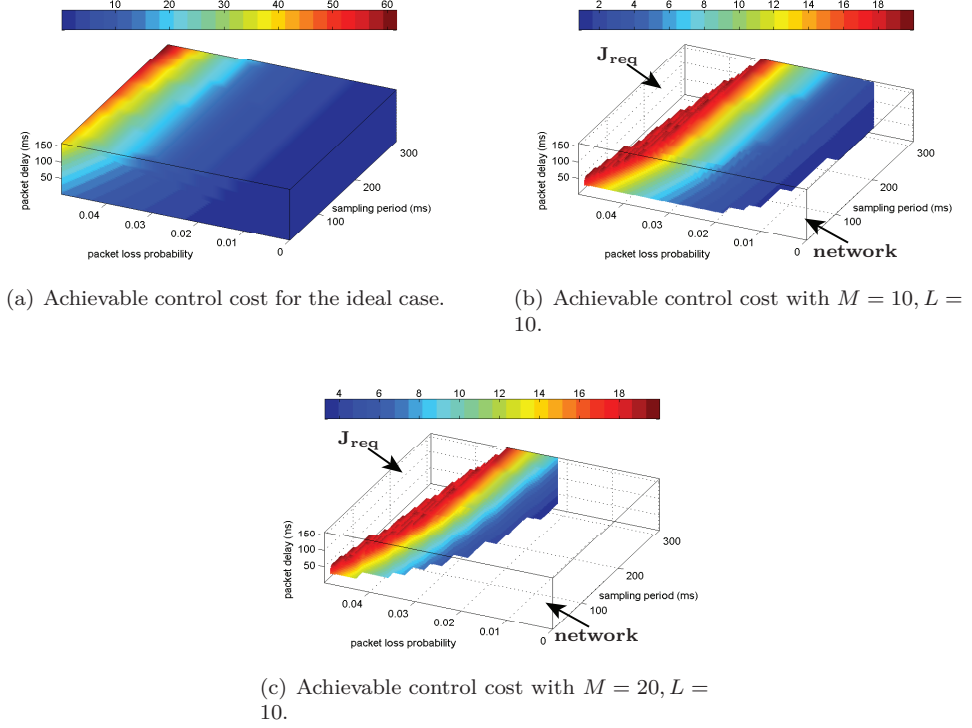 10 20 30 40 50 60
packet delay (ms)
150
100
50
0.04
0.03
0.02
0.01
0
packet loss probability
100
200
300
sampling period (ms)
(a) Achievable control cost for the ideal case.
2 4 6 8 10 12 14 16 18
J_req
packet delay (ms)
150
100
50
0.04
0.03
0.02
0.01
0
packet loss probability
100
200
300
sampling period (ms)
network
(b) Achievable control cost with M = 10, L =
10.
4 6 8 10 12 14 16 18
J_req
packet delay (ms)
150
100
50
0.04
0.03
0.02
0.01
0
packet loss probability
100
200
300
sampling period (ms)
network
(c) Achievable control cost with M = 20, L =
10.